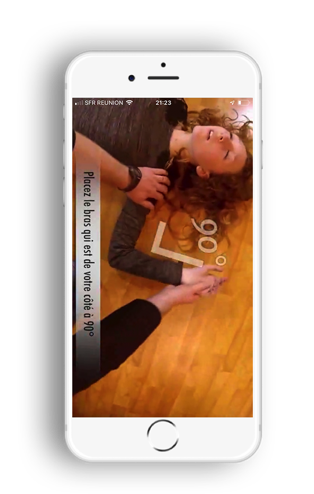 SFR REUNION
21:23
90°
Placez le bras qui est de votre côté à 90°